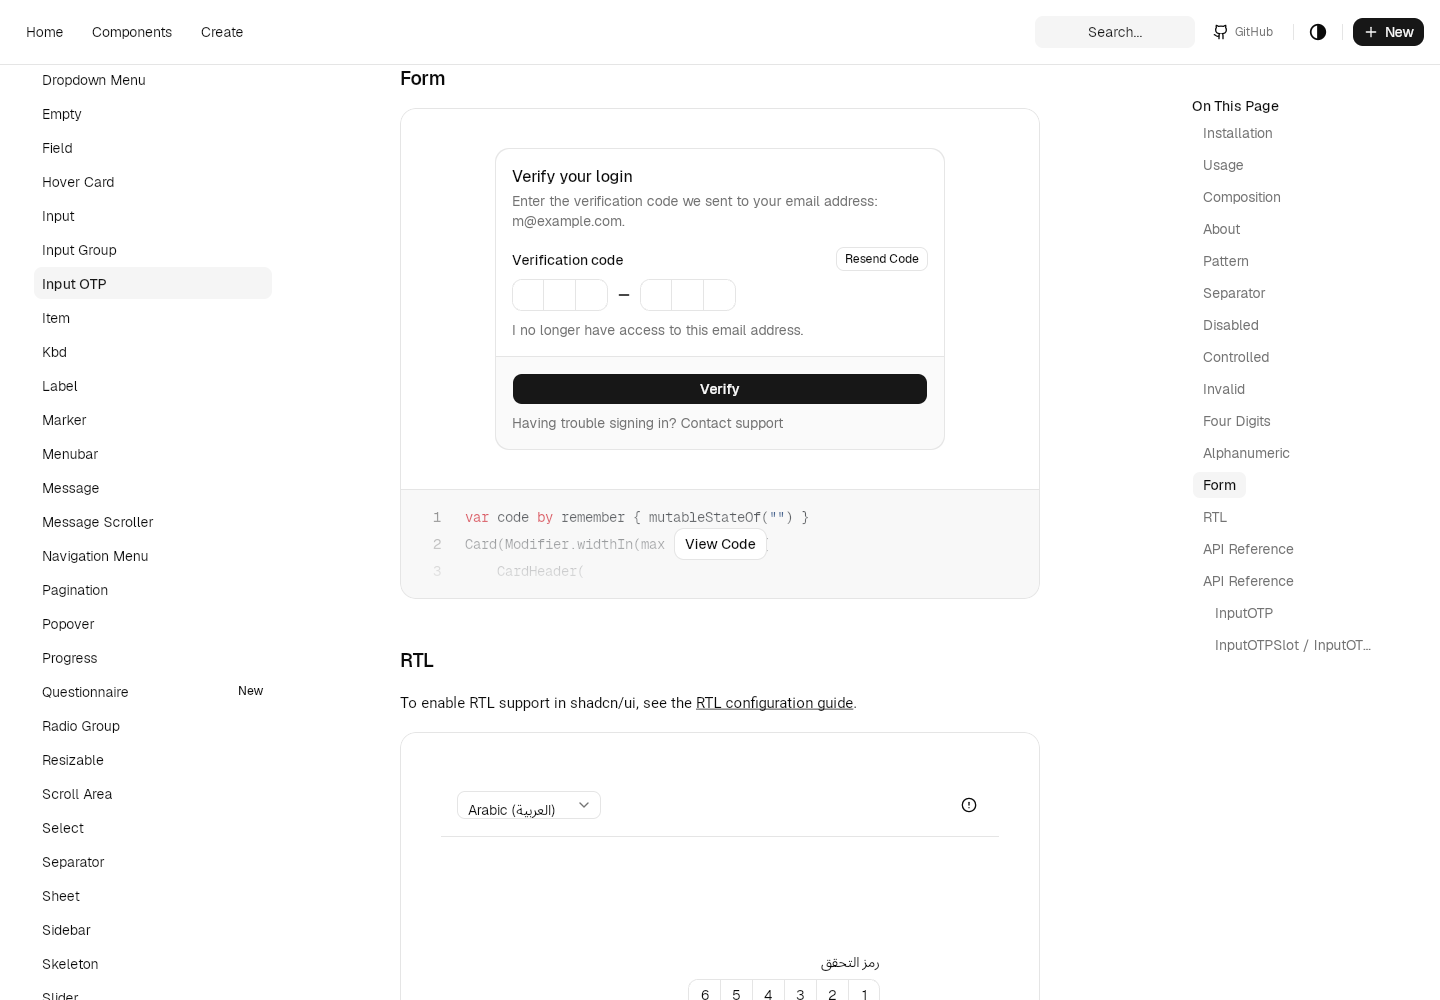 Home
Components
Create
Search...
GitHub
New
Dropdown Menu
Empty
Field
Hover Card
Input
Input Group
Input OTP
Item
Kbd
Label
Marker
Menubar
Message
Message Scroller
Navigation Menu
Pagination
Popover
Progress
Questionnaire New
Radio Group
Resizable
Scroll Area
Select
Separator
Sheet
Sidebar
Skeleton
Slider
Form
Verify your login
Enter the verification code we sent to your email address:
m@example.com.
Verification code
Resend Code
I no longer have access to this email address.
Verify
Having trouble signing in? Contact support
1 var code by remember { mutableStateOf("") }
2 Card(Modifier.widthIn(max
View Code
3 CardHeader(
RTL
To enable RTL support in shadcn/ui, see the RTL configuration guide.
Arabic (العربية)
رمز التحقق
6 5 4 3 2 1
On This Page
Installation
Usage
Composition
About
Pattern
Separator
Disabled
Controlled
Invalid
Four Digits
Alphanumeric
Form
RTL
API Reference
API Reference
InputOTP
InputOTPSlot / InputOT…